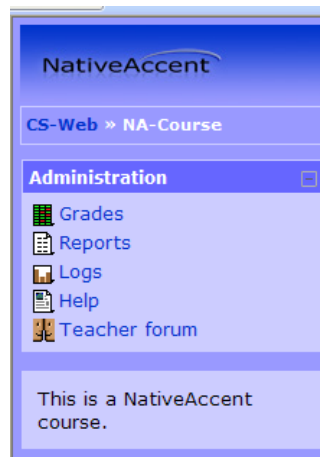 NativeAccent
CS-Web » NA-Course
Administration
Grades
Reports
Logs
Help
Teacher forum
This is a NativeAccent
course.